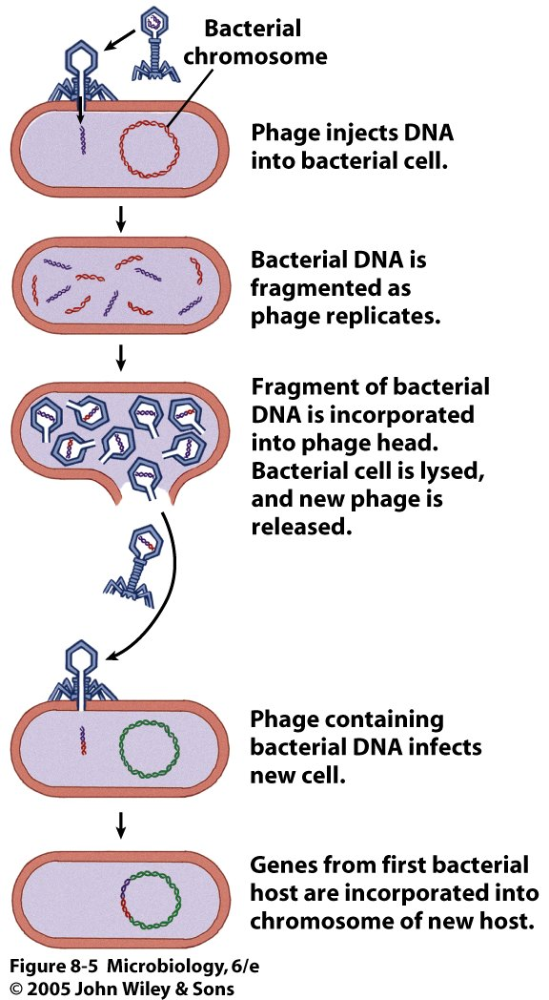 Bacterial
chromosome
Phage injects DNA
into bacterial cell.
Bacterial DNA is
fragmented as
phage replicates.
Fragment of bacterial
DNA is incorporated
into phage head.
Bacterial cell is lysed,
and new phage is
released.
Phage containing
bacterial DNA infects
new cell.
Genes from first bacterial
host are incorporated into
chromosome of new host.
Figure 8-5 Microbiology, 6/e
© 2005 John Wiley & Sons